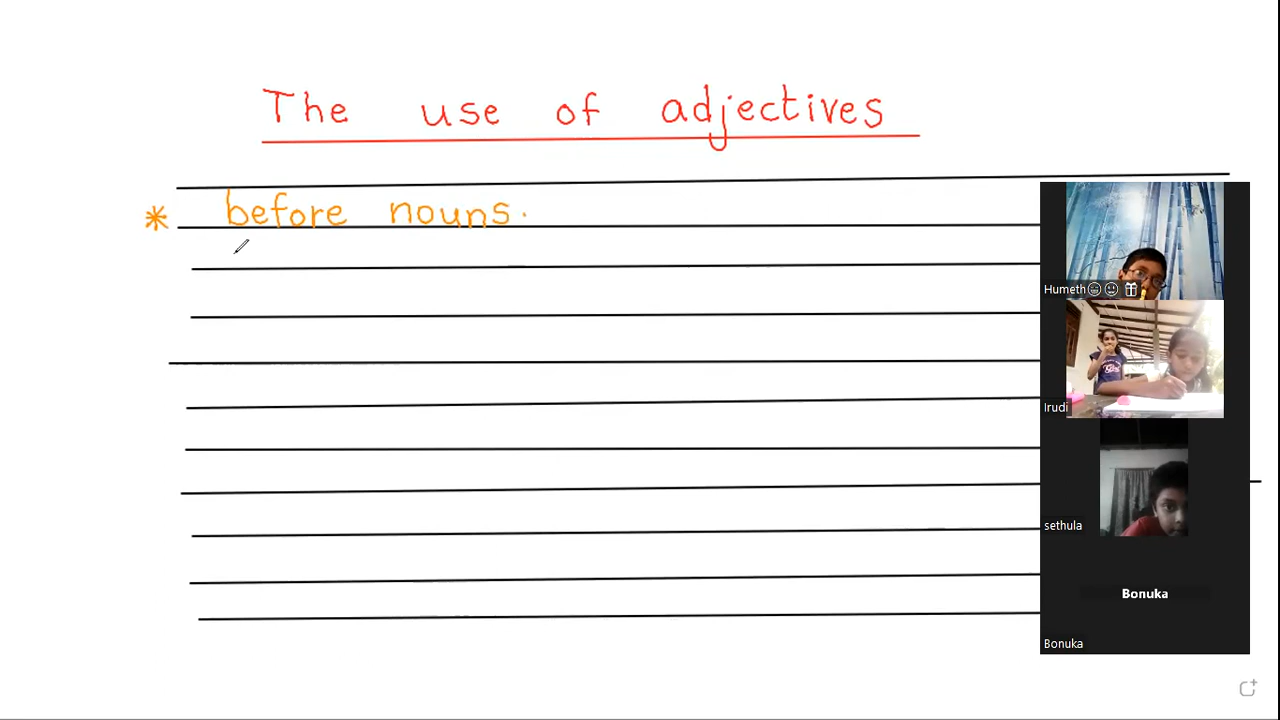 The use of adjectives
* before nouns.
Humeth😄😃 🎁
Irudi
sethula
Bonuka
Bonuka